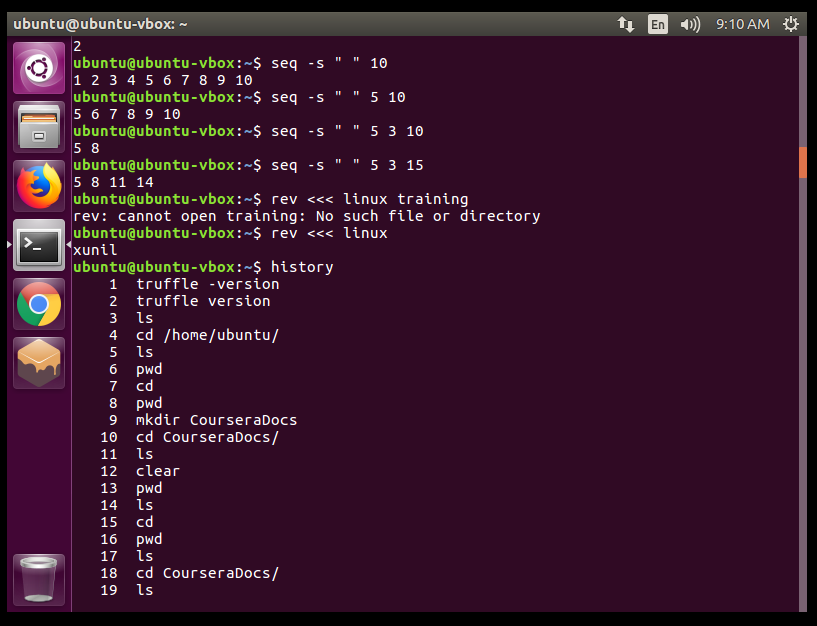 ubuntu@ubuntu-vbox: ~ En 9:10 AM
2
ubuntu@ubuntu-vbox:~$ seq -s " " 10
1 2 3 4 5 6 7 8 9 10
ubuntu@ubuntu-vbox:~$ seq -s " " 5 10
5 6 7 8 9 10
ubuntu@ubuntu-vbox:~$ seq -s " " 5 3 10
5 8
ubuntu@ubuntu-vbox:~$ seq -s " " 5 3 15
5 8 11 14
ubuntu@ubuntu-vbox:~$ rev <<< linux training
rev: cannot open training: No such file or directory
ubuntu@ubuntu-vbox:~$ rev <<< linux
xunil
ubuntu@ubuntu-vbox:~$ history
1 truffle -version
2 truffle version
3 ls
4 cd /home/ubuntu/
5 ls
6 pwd
7 cd
8 pwd
9 mkdir CourseraDocs
10 cd CourseraDocs/
11 ls
12 clear
13 pwd
14 ls
15 cd
16 pwd
17 ls
18 cd CourseraDocs/
19 ls